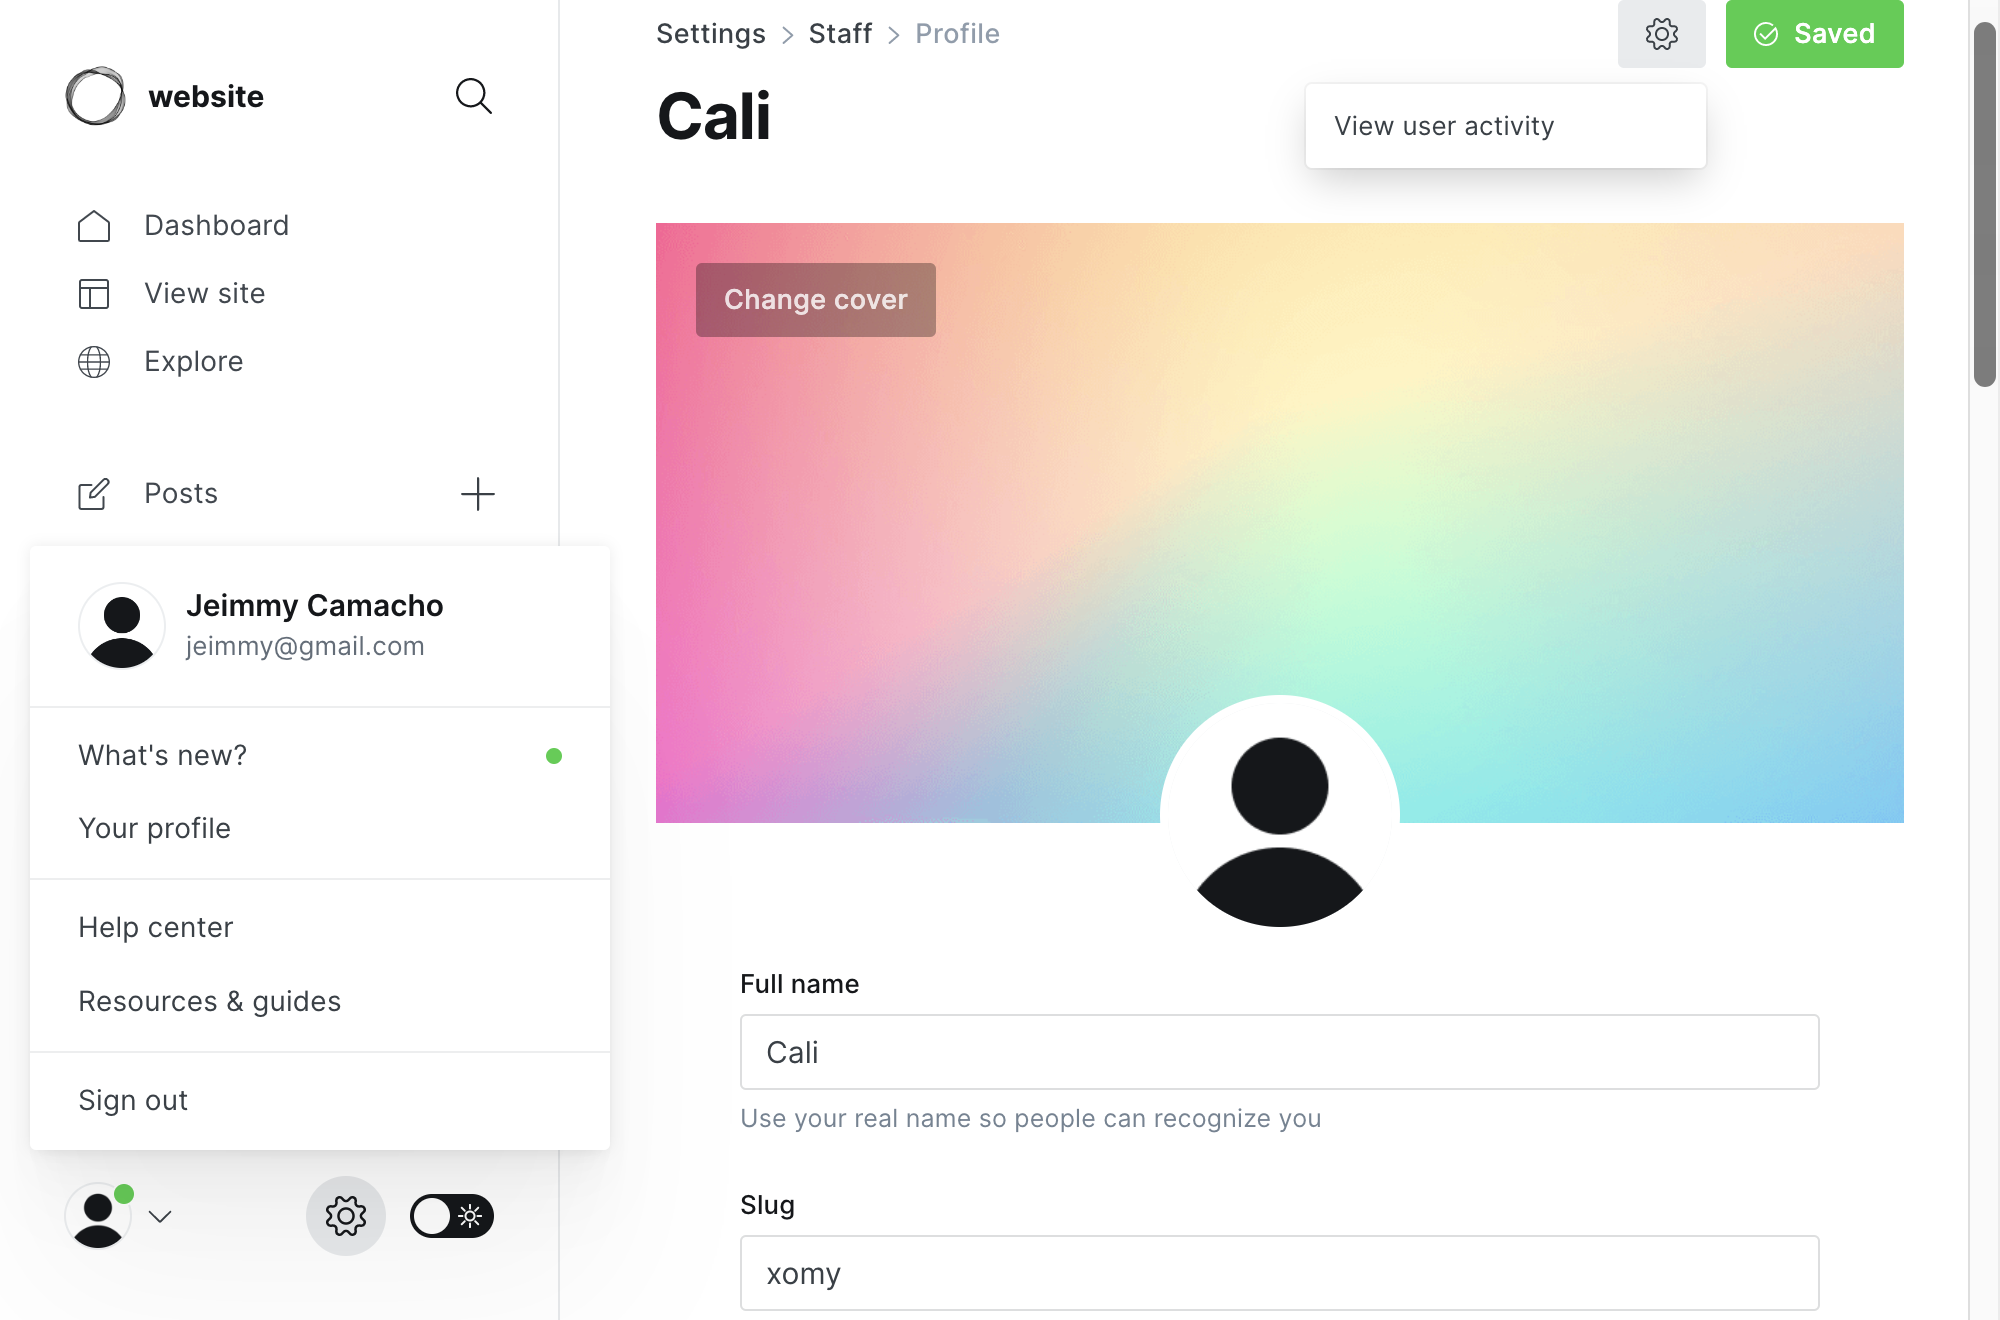 website
Dashboard
View site
Explore
Posts
Jeimmy Camacho
jeimmy@gmail.com
What's new?
Your profile
Help center
Resources & guides
Sign out
Settings > Staff > Profile
Saved
Cali
View user activity
Change cover
Full name
Cali
Use your real name so people can recognize you
Slug
xomy